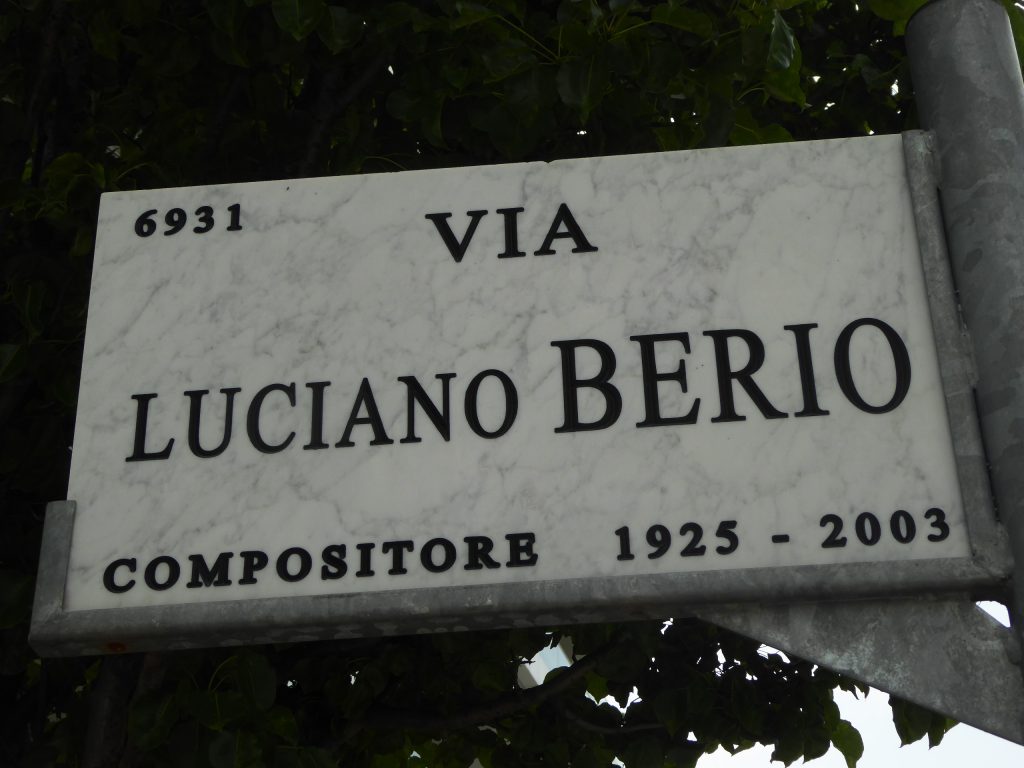 6931
VIA
LUCIANO BERIO
COMPOSITORE 1925 - 2003